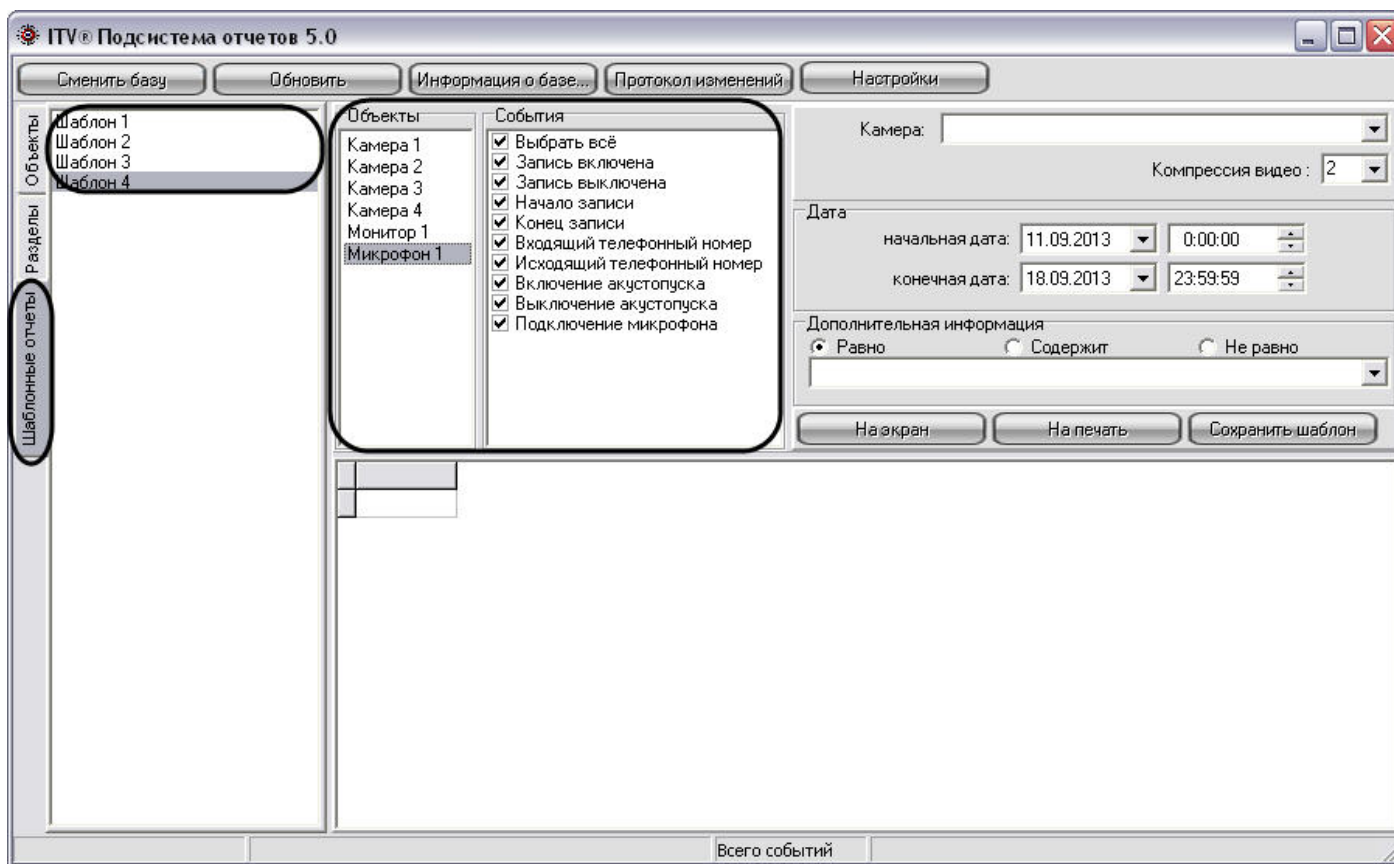 ITV® Подсистема отчетов 5.0
Сменить базу
Обновить
Информация о базе...
Протокол изменений
Настройки
Объекты
Разделы
Шаблонные отчеты
Шаблон 1
Шаблон 2
Шаблон 3
Шаблон 4
Объекты
Камера 1
Камера 2
Камера 3
Камера 4
Монитор 1
Микрофон 1
События
Выбрать всё
Запись включена
Запись выключена
Начало записи
Конец записи
Входящий телефонный номер
Исходящий телефонный номер
Включение акустопуска
Выключение акустопуска
Подключение микрофона
Камера:
Компрессия видео : 2
Дата
начальная дата: 11.09.2013 0:00:00
конечная дата: 18.09.2013 23:59:59
Дополнительная информация
Равно Содержит Не равно
На экран
На печать
Сохранить шаблон
Всего событий